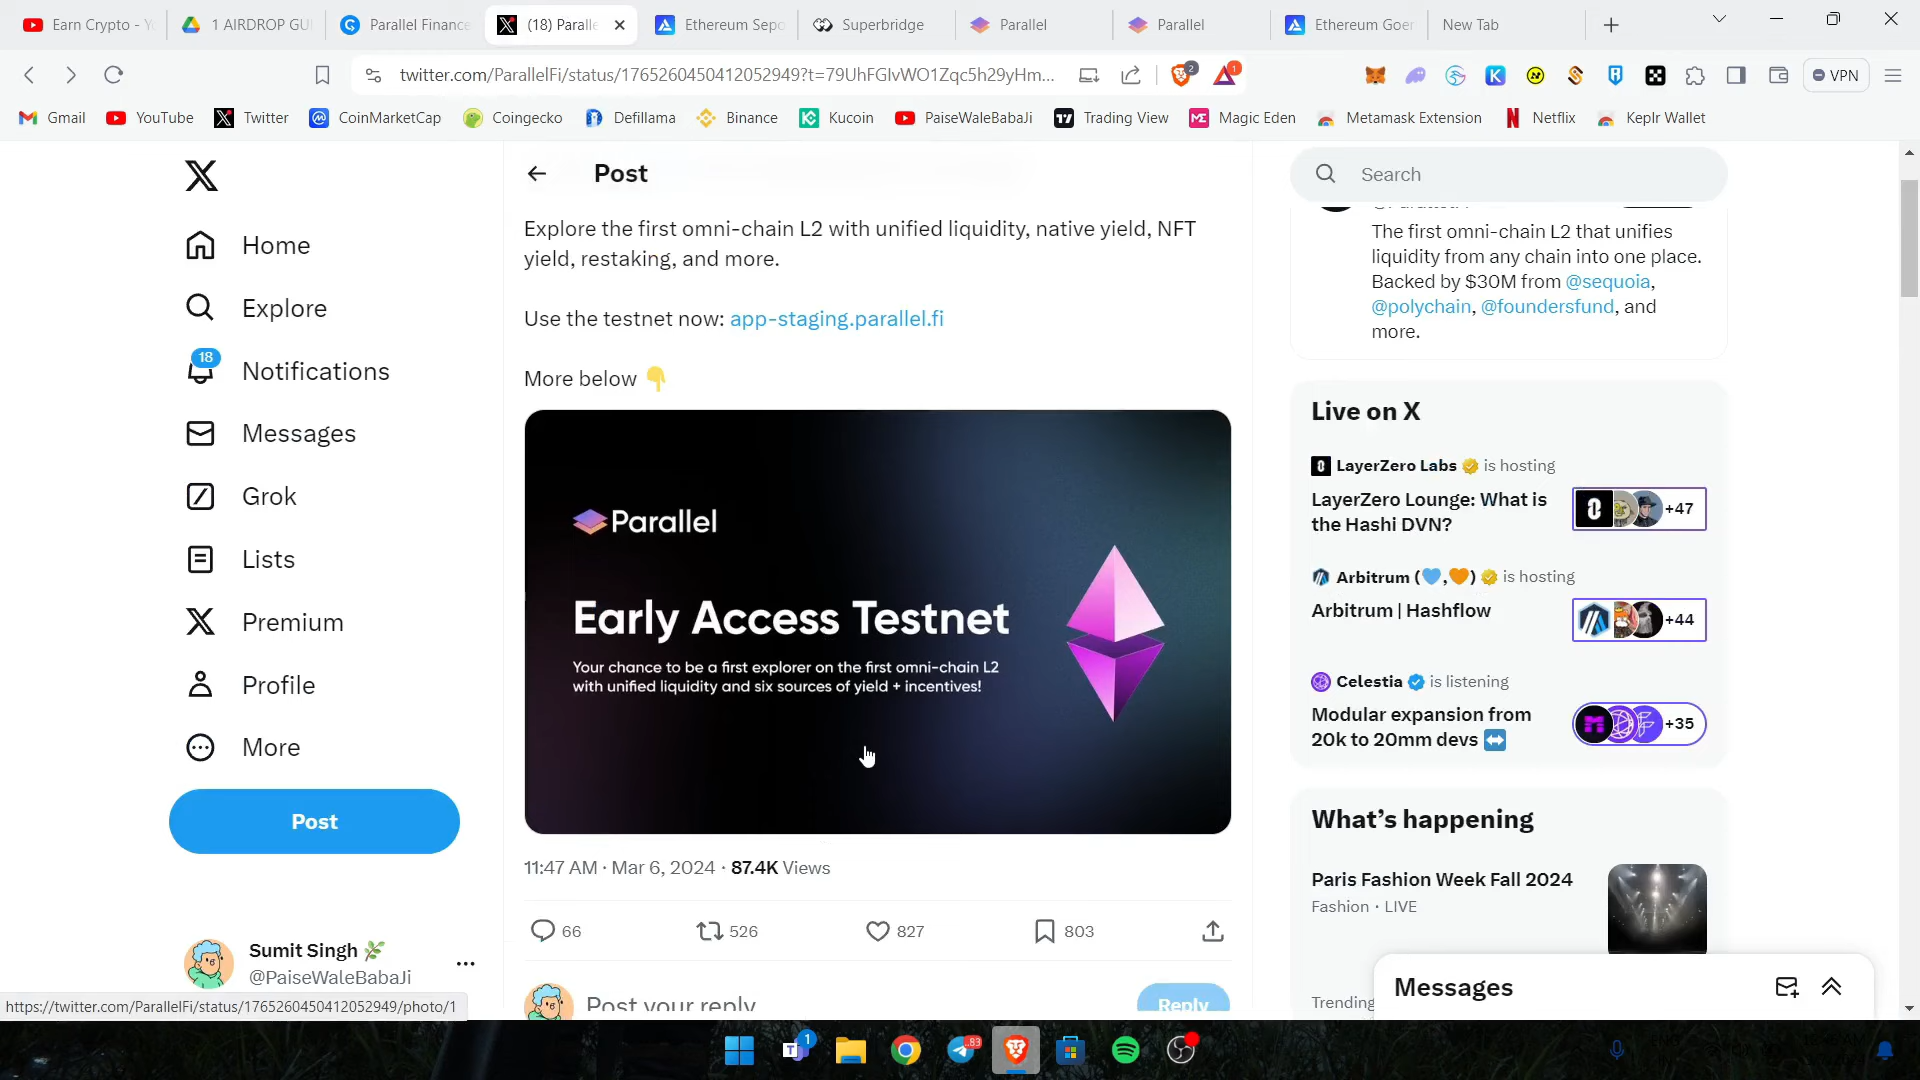 Earn Crypto - Yo
1 AIRDROP GUI
Parallel Finance
(18) Paralle
Ethereum Sepo
Superbridge
Parallel
Parallel
Ethereum Goer
New Tab
twitter.com/ParallelFi/status/1765260450412052949?t=79UhFGIvWO1Zqc5h29yHm...
2
1
VPN
Gmail
YouTube
Twitter
CoinMarketCap
Coingecko
Defillama
Binance
Kucoin
PaiseWaleBabaJi
Trading View
Magic Eden
Metamask Extension
Netflix
Keplr Wallet
Home
Explore
18
Notifications
Messages
Grok
Lists
Premium
Profile
More
Post
Sumit Singh
@PaiseWaleBabaJi
https://twitter.com/ParallelFi/status/1765260450412052949/photo/1
Post
Explore the first omni-chain L2 with unified liquidity, native yield, NFT
yield, restaking, and more.
Use the testnet now: app-staging.parallel.fi
More below 👇
Parallel
Early Access Testnet
Your chance to be a first explorer on the first omni-chain L2
with unified liquidity and six sources of yield + incentives!
11:47 AM · Mar 6, 2024 · 87.4K Views
66
526
827
803
Post your reply
Reply
Search
The first omni-chain L2 that unifies
liquidity from any chain into one place.
Backed by $30M from @sequoia,
@polychain, @foundersfund, and
more.
Live on X
LayerZero Labs is hosting
LayerZero Lounge: What is
the Hashi DVN?
+47
Arbitrum (💙,🧡) is hosting
Arbitrum | Hashflow
+44
Celestia is listening
Modular expansion from
20k to 20mm devs ↔️
+35
What's happening
Paris Fashion Week Fall 2024
Fashion · LIVE
Trending
Messages
1
83